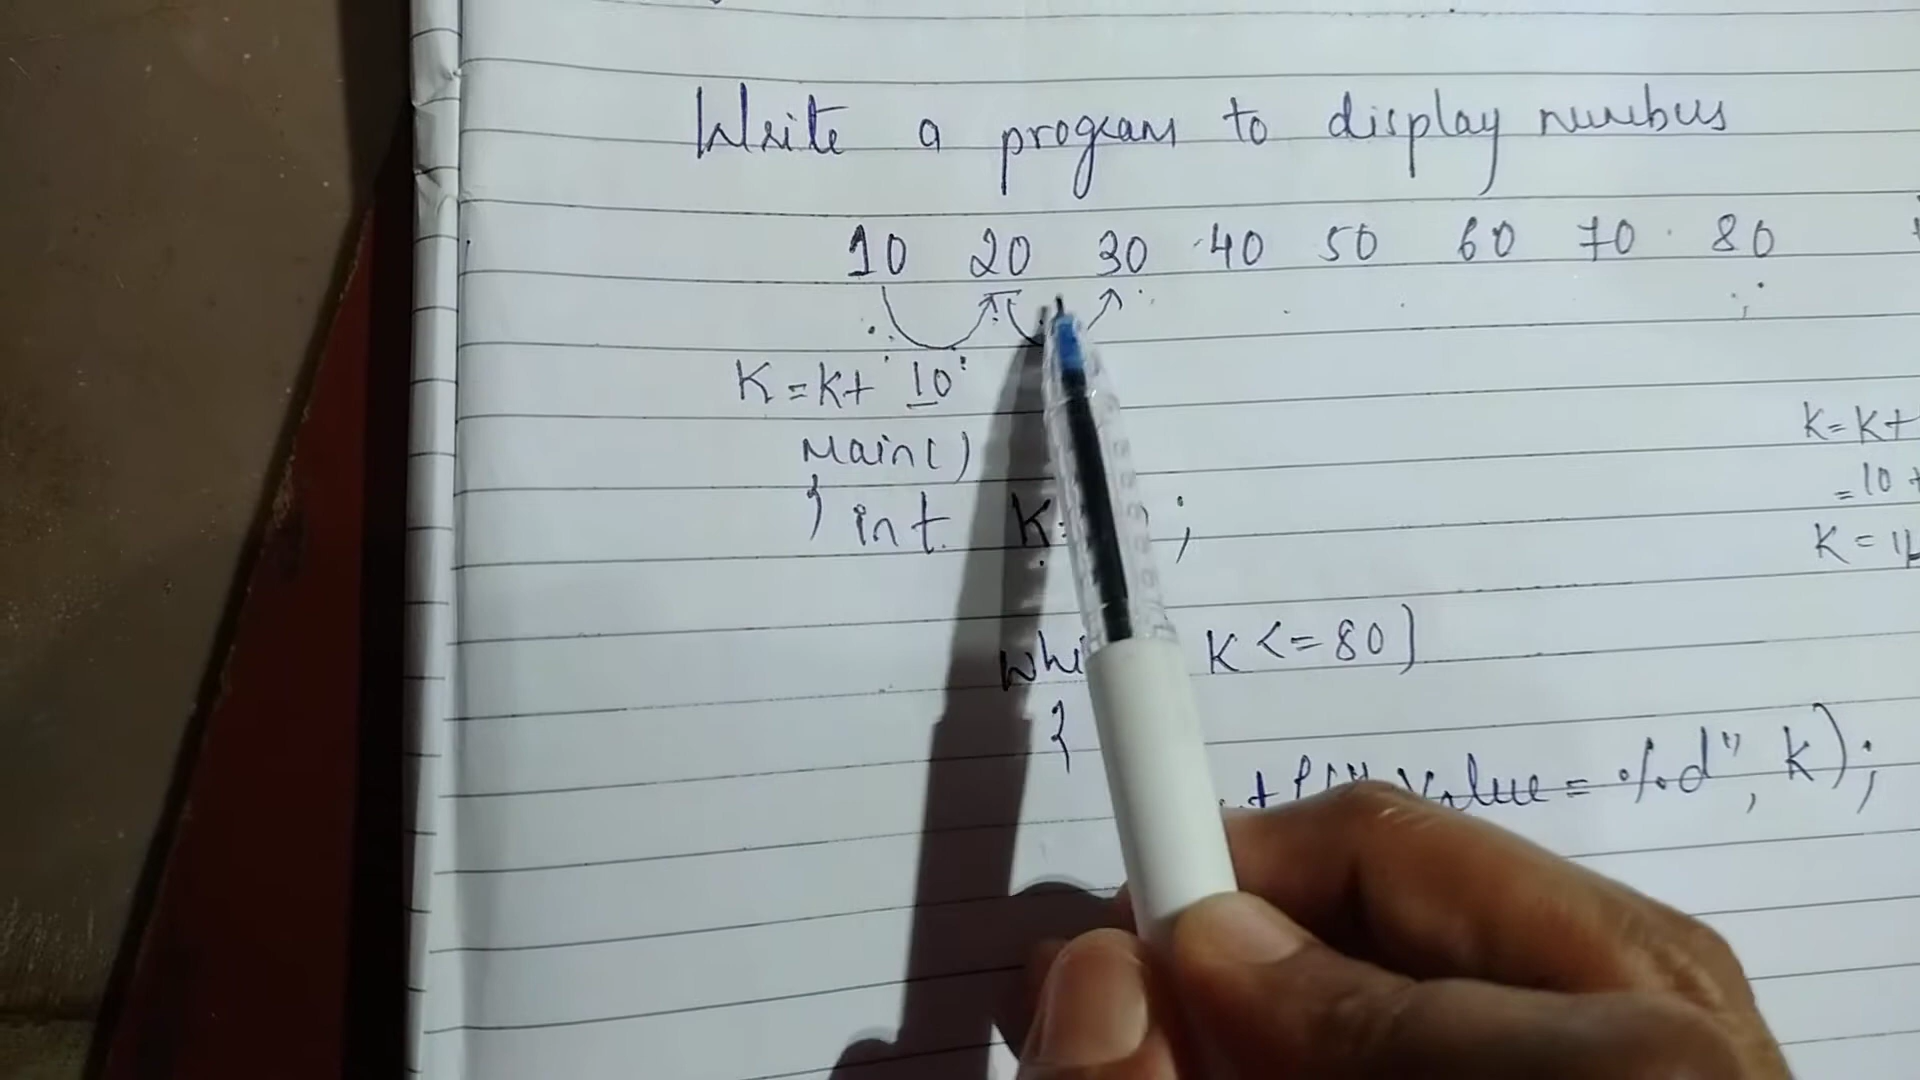 Write a program to display numbers
10 20 30 40 50 60 70 80
K=K+ 10
K=K+
Main()
=10 +
{ int K= ;
K=
K<=80)
{
Value = %d", K);